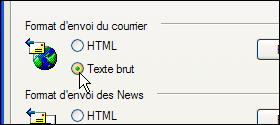 Format d'envoi du courrier
HTML
Texte brut
Format d'envoi des News
HTML